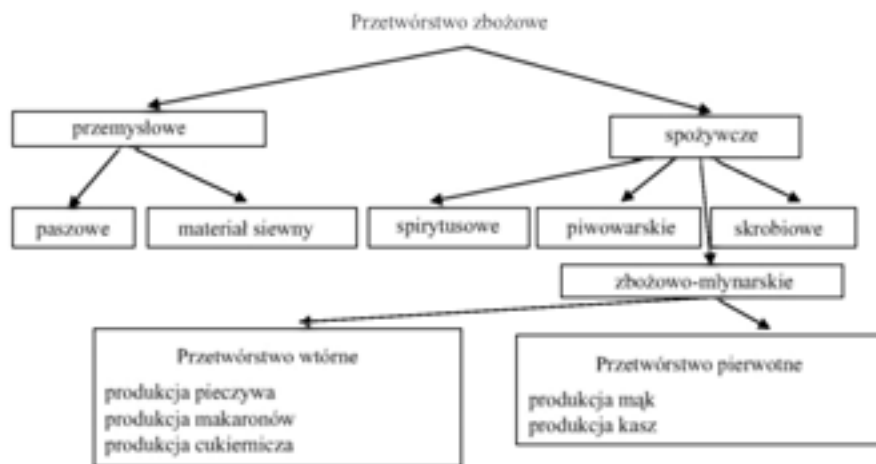 Przetwórstwo zbożowe
przemysłowe
spożywcze
paszowe
materiał siewny
spirytusowe
piwowarskie
skrobiowe
zbożowo-młynarskie
Przetwórstwo wtórne
produkcja pieczywa
produkcja makaronów
produkcja cukiernicza
Przetwórstwo pierwotne
produkcja mąk
produkcja kasz